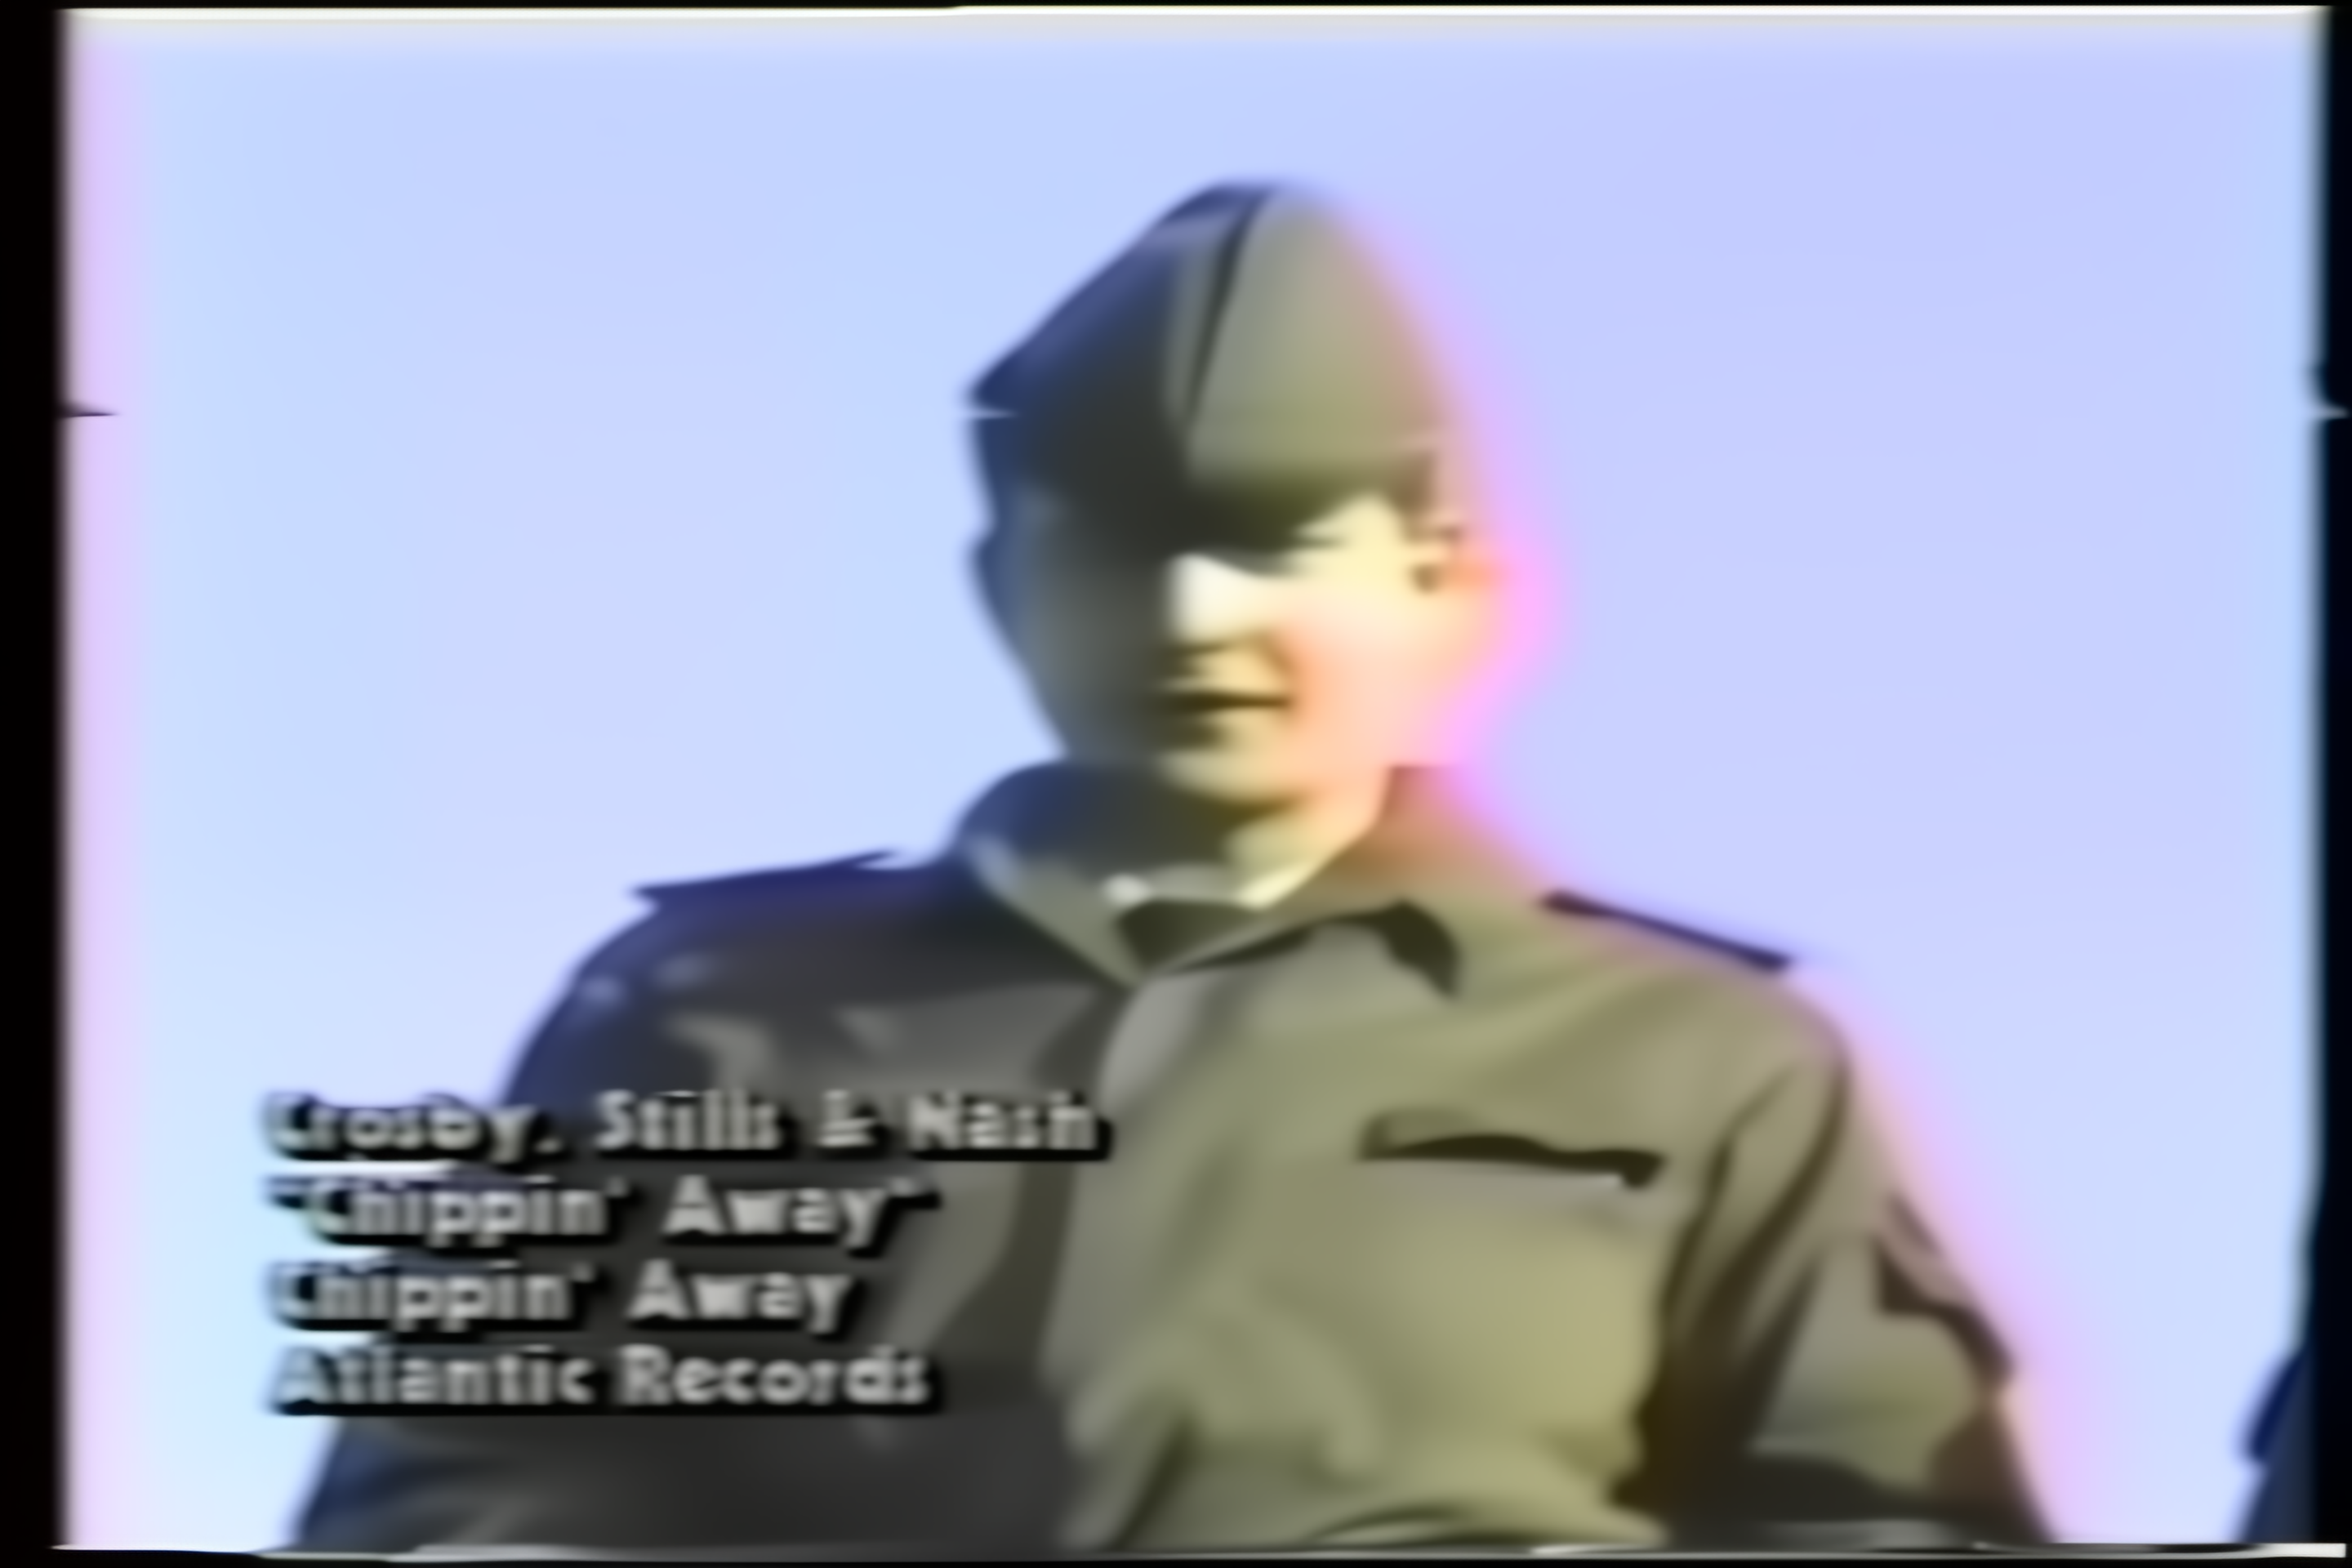 Crosby, Stills & Nash
"Chippin' Away"
Chippin' Away
Atlantic Records